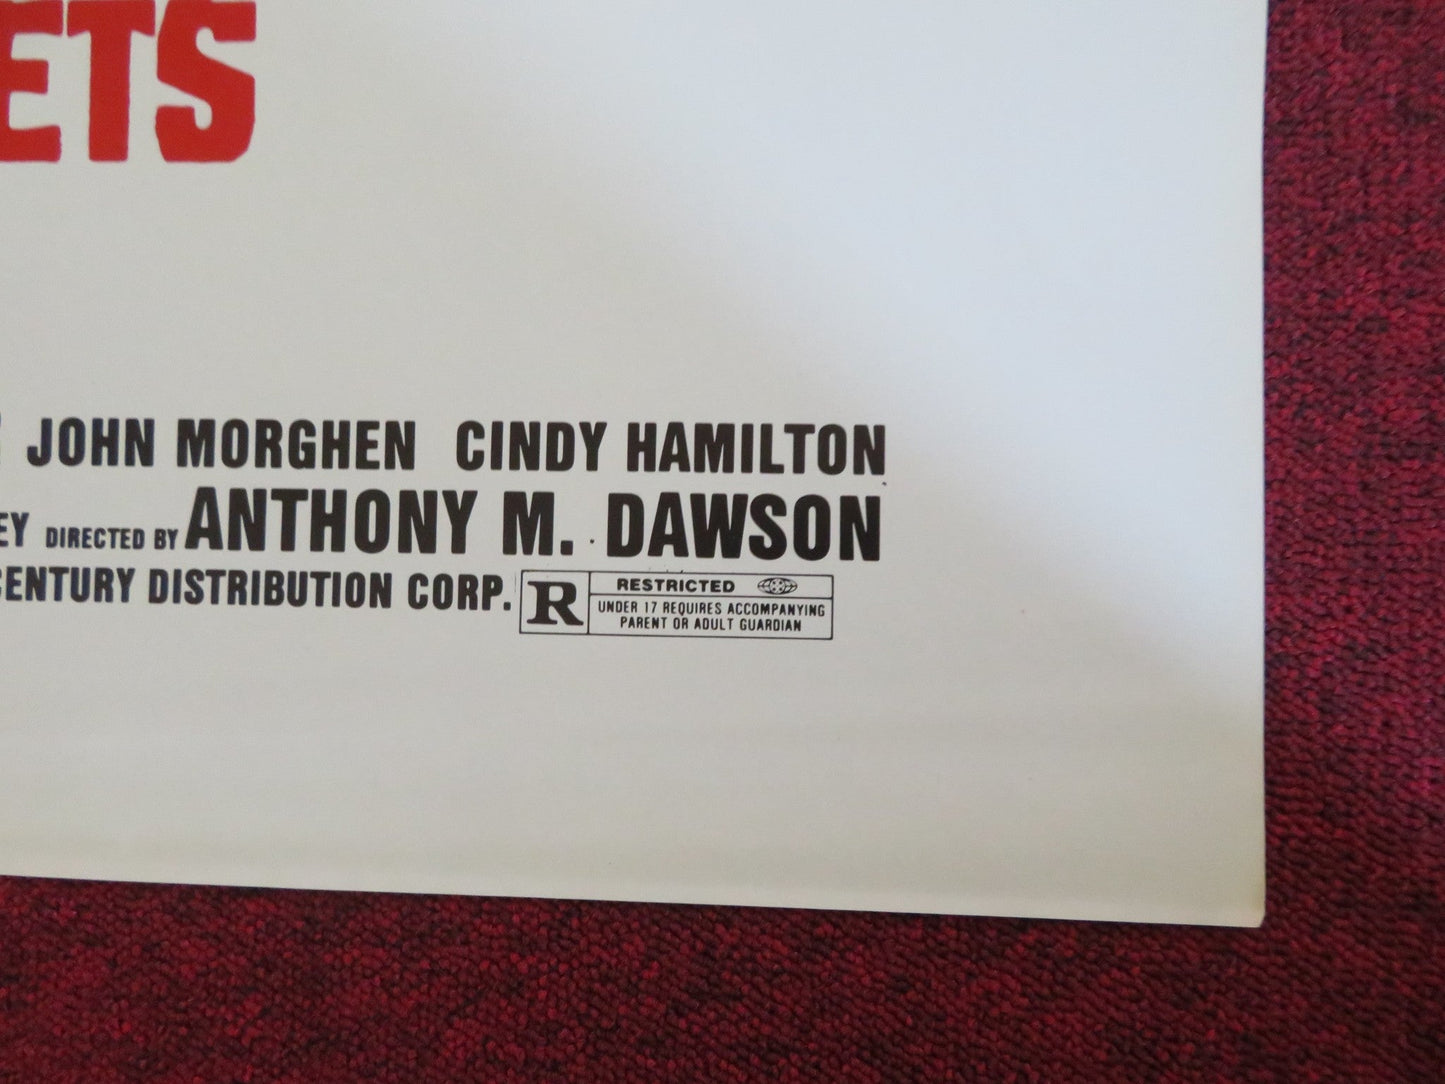 ETS
JOHN MORGHEN CINDY HAMILTON
EY DIRECTED BY ANTHONY M. DAWSON
CENTURY DISTRIBUTION CORP. R RESTRICTED
UNDER 17 REQUIRES ACCOMPANYING
PARENT OR ADULT GUARDIAN